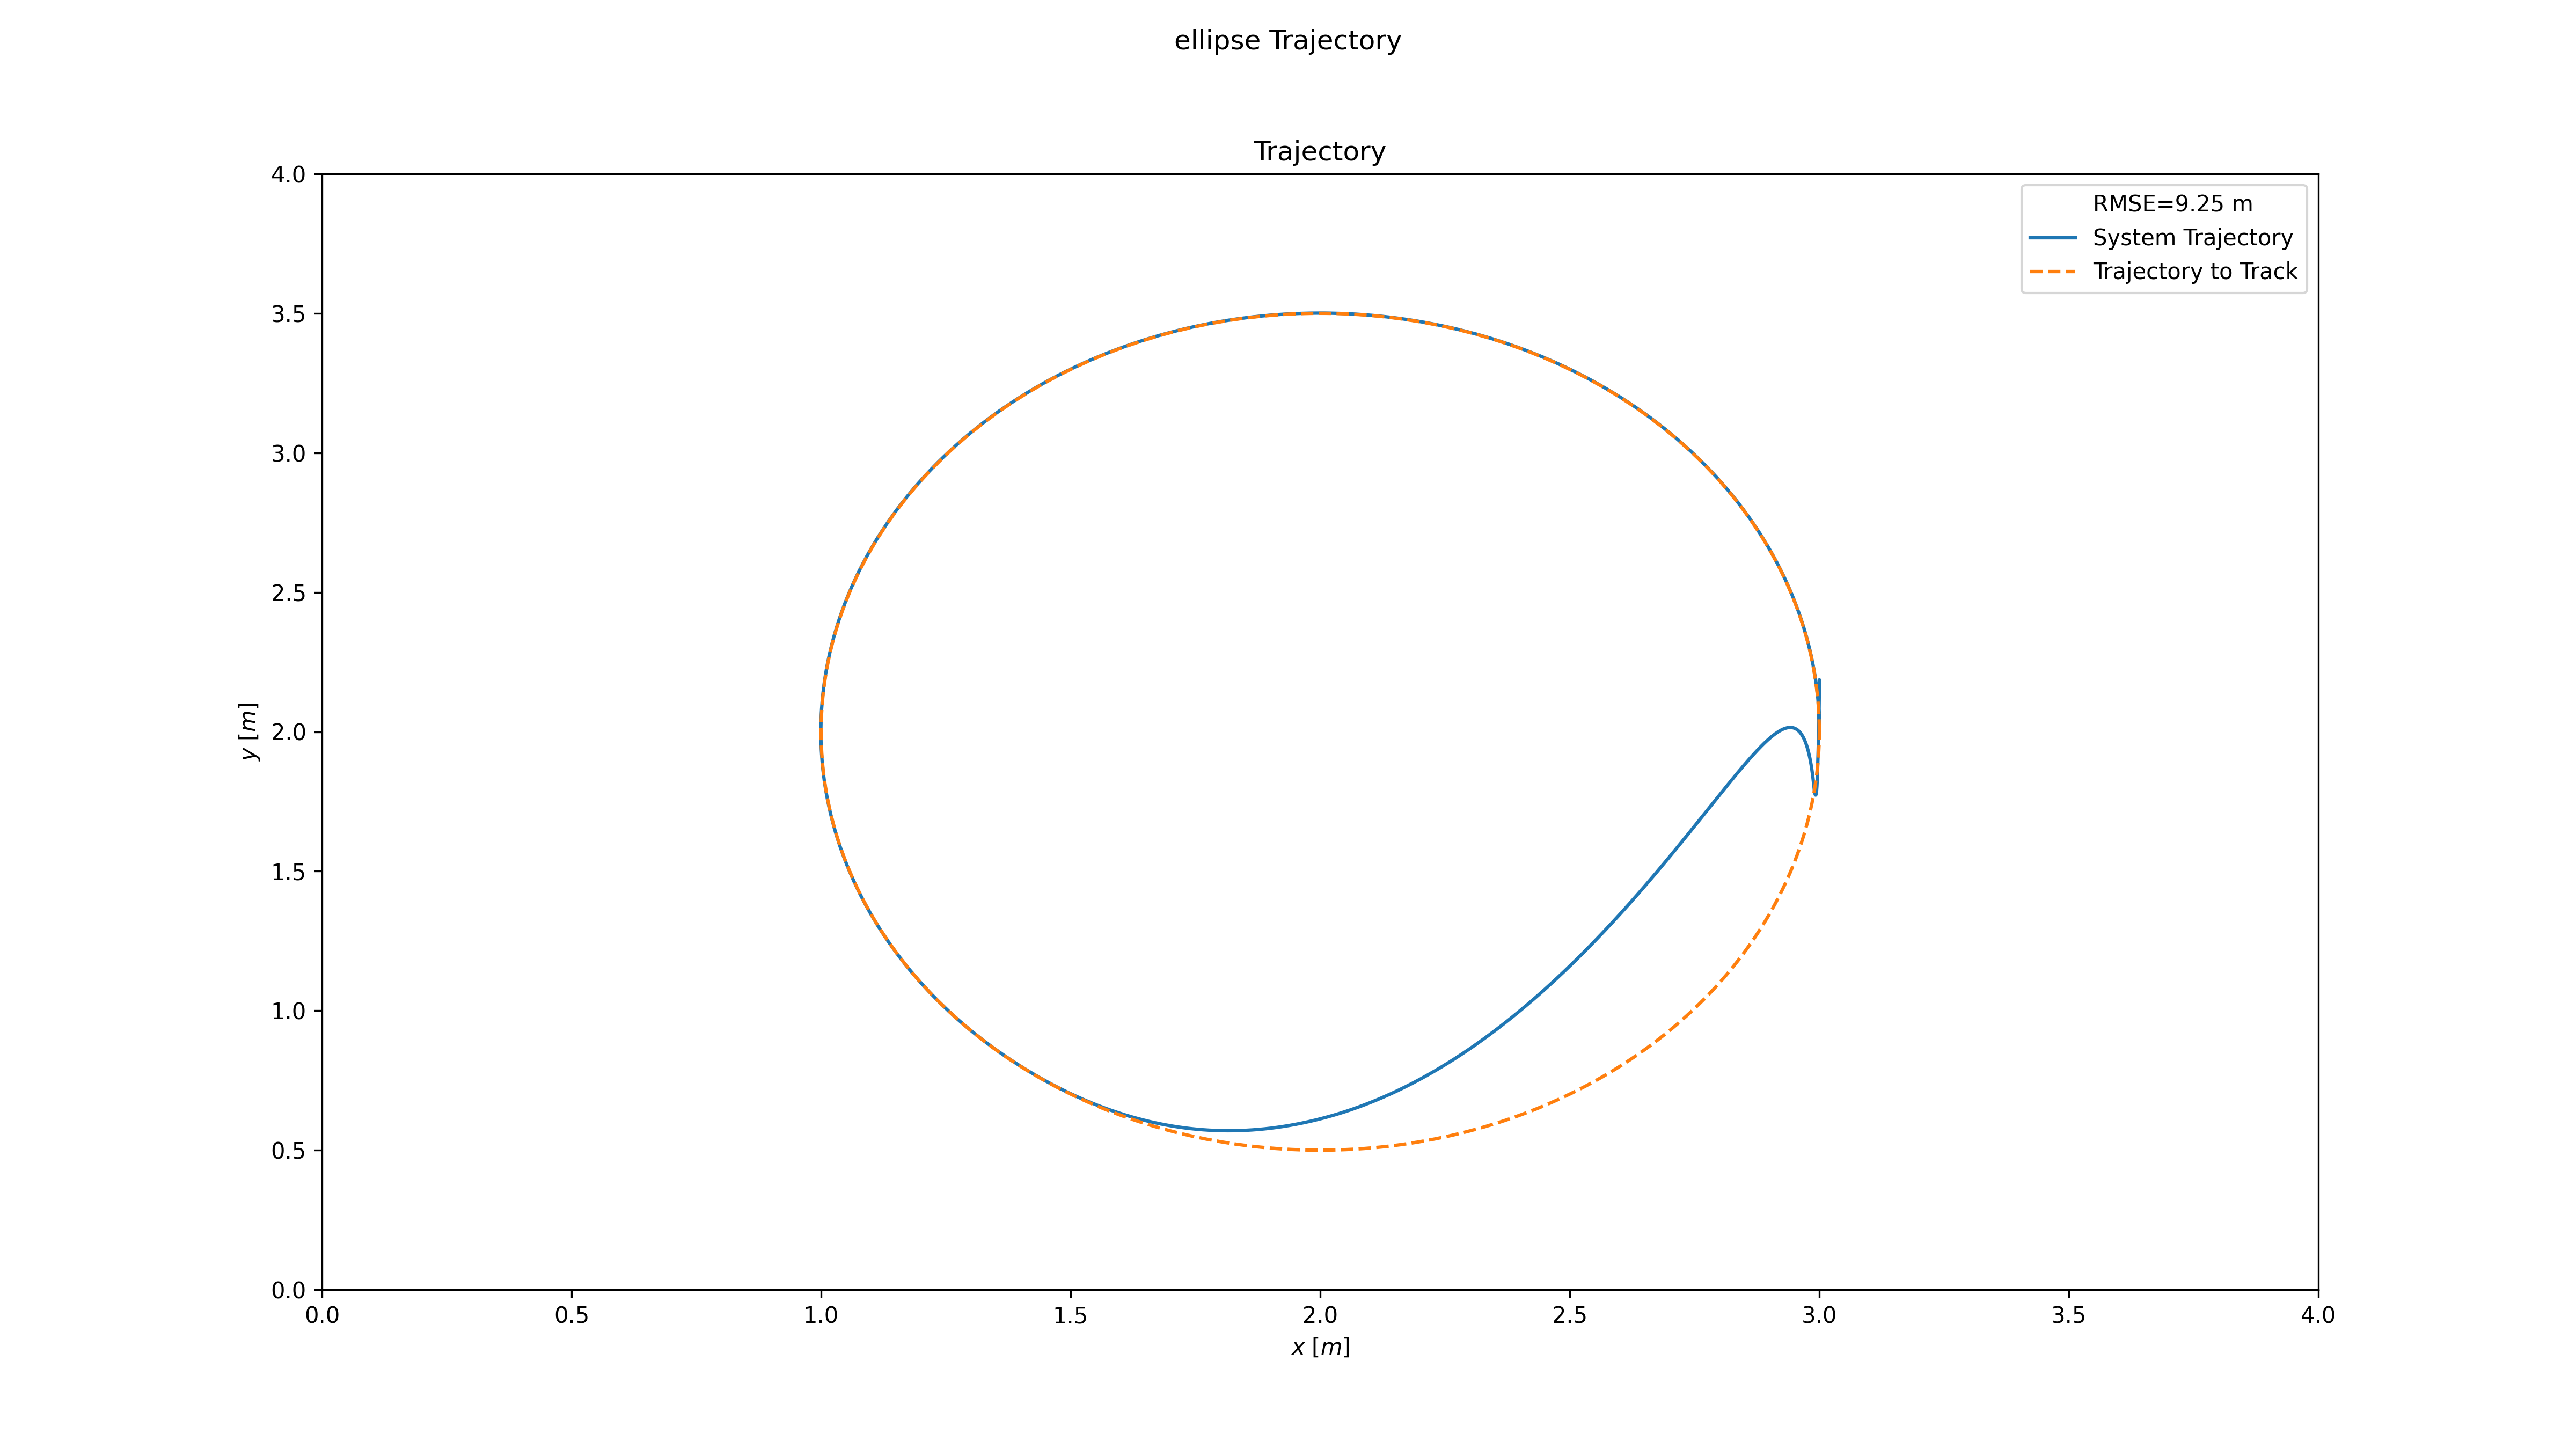 ellipse Trajectory
Trajectory
RMSE=9.25 m
System Trajectory
Trajectory to Track
4.0
3.5
3.0
2.5
2.0
1.5
1.0
0.5
0.0
y [m]
0.0 0.5 1.0 1.5 2.0 2.5 3.0 3.5 4.0
x [m]